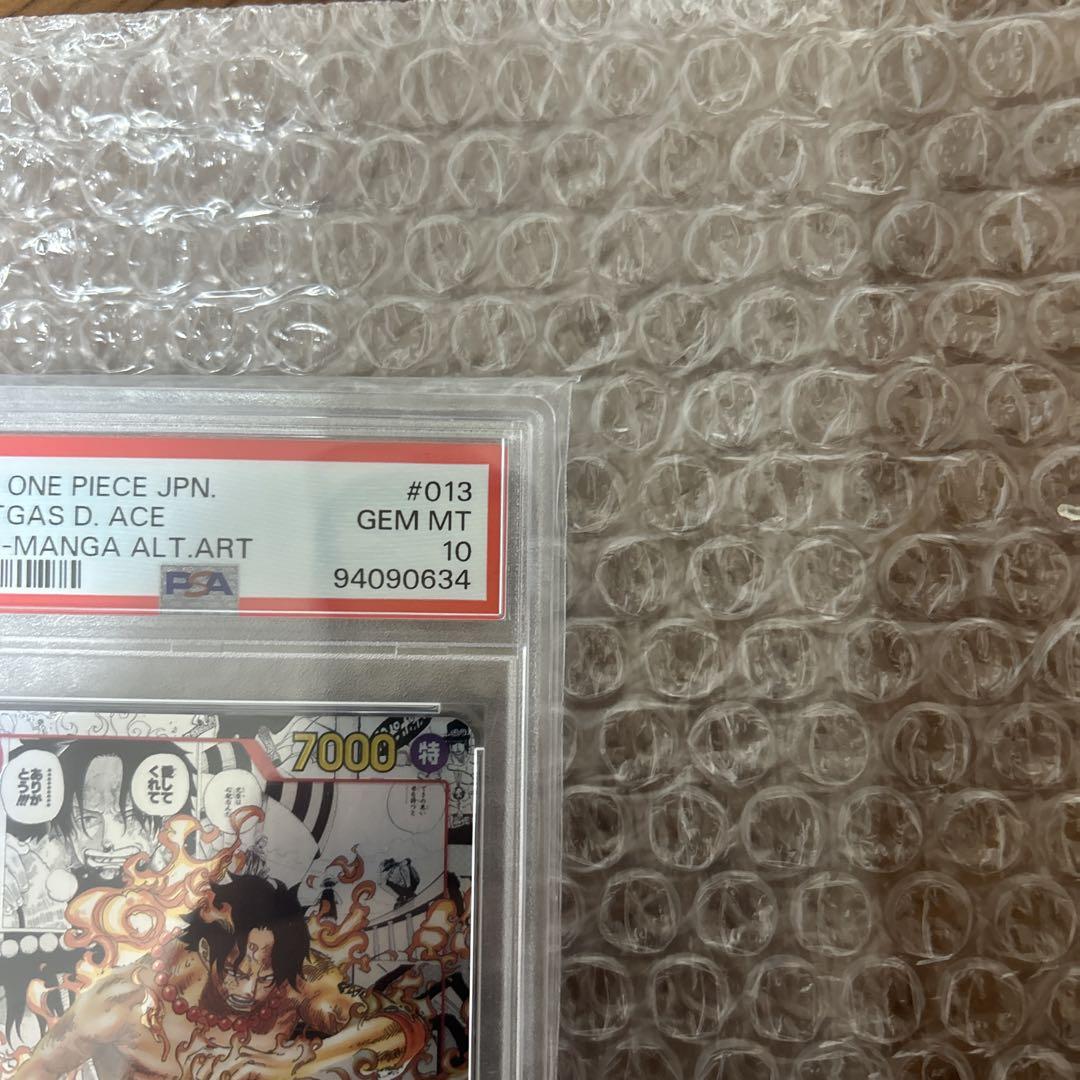 ONE PIECE JPN. #013
TGAS D. ACE GEM MT
-MANGA ALT.ART 10
PSA 94090634
7000 特
愛して
くれて
ありが
とう!!!